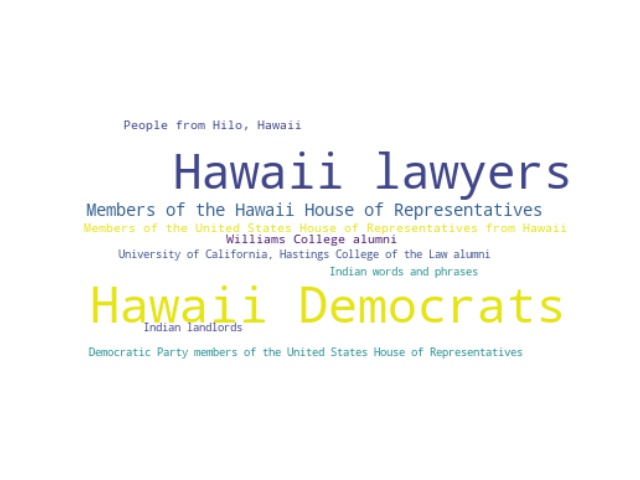 People from Hilo, Hawaii
Hawaii lawyers
Members of the Hawaii House of Representatives
Members of the United States House of Representatives from Hawaii
Williams College alumni
University of California, Hastings College of the Law alumni
Indian words and phrases
Hawaii Democrats
Indian landlords
Democratic Party members of the United States House of Representatives